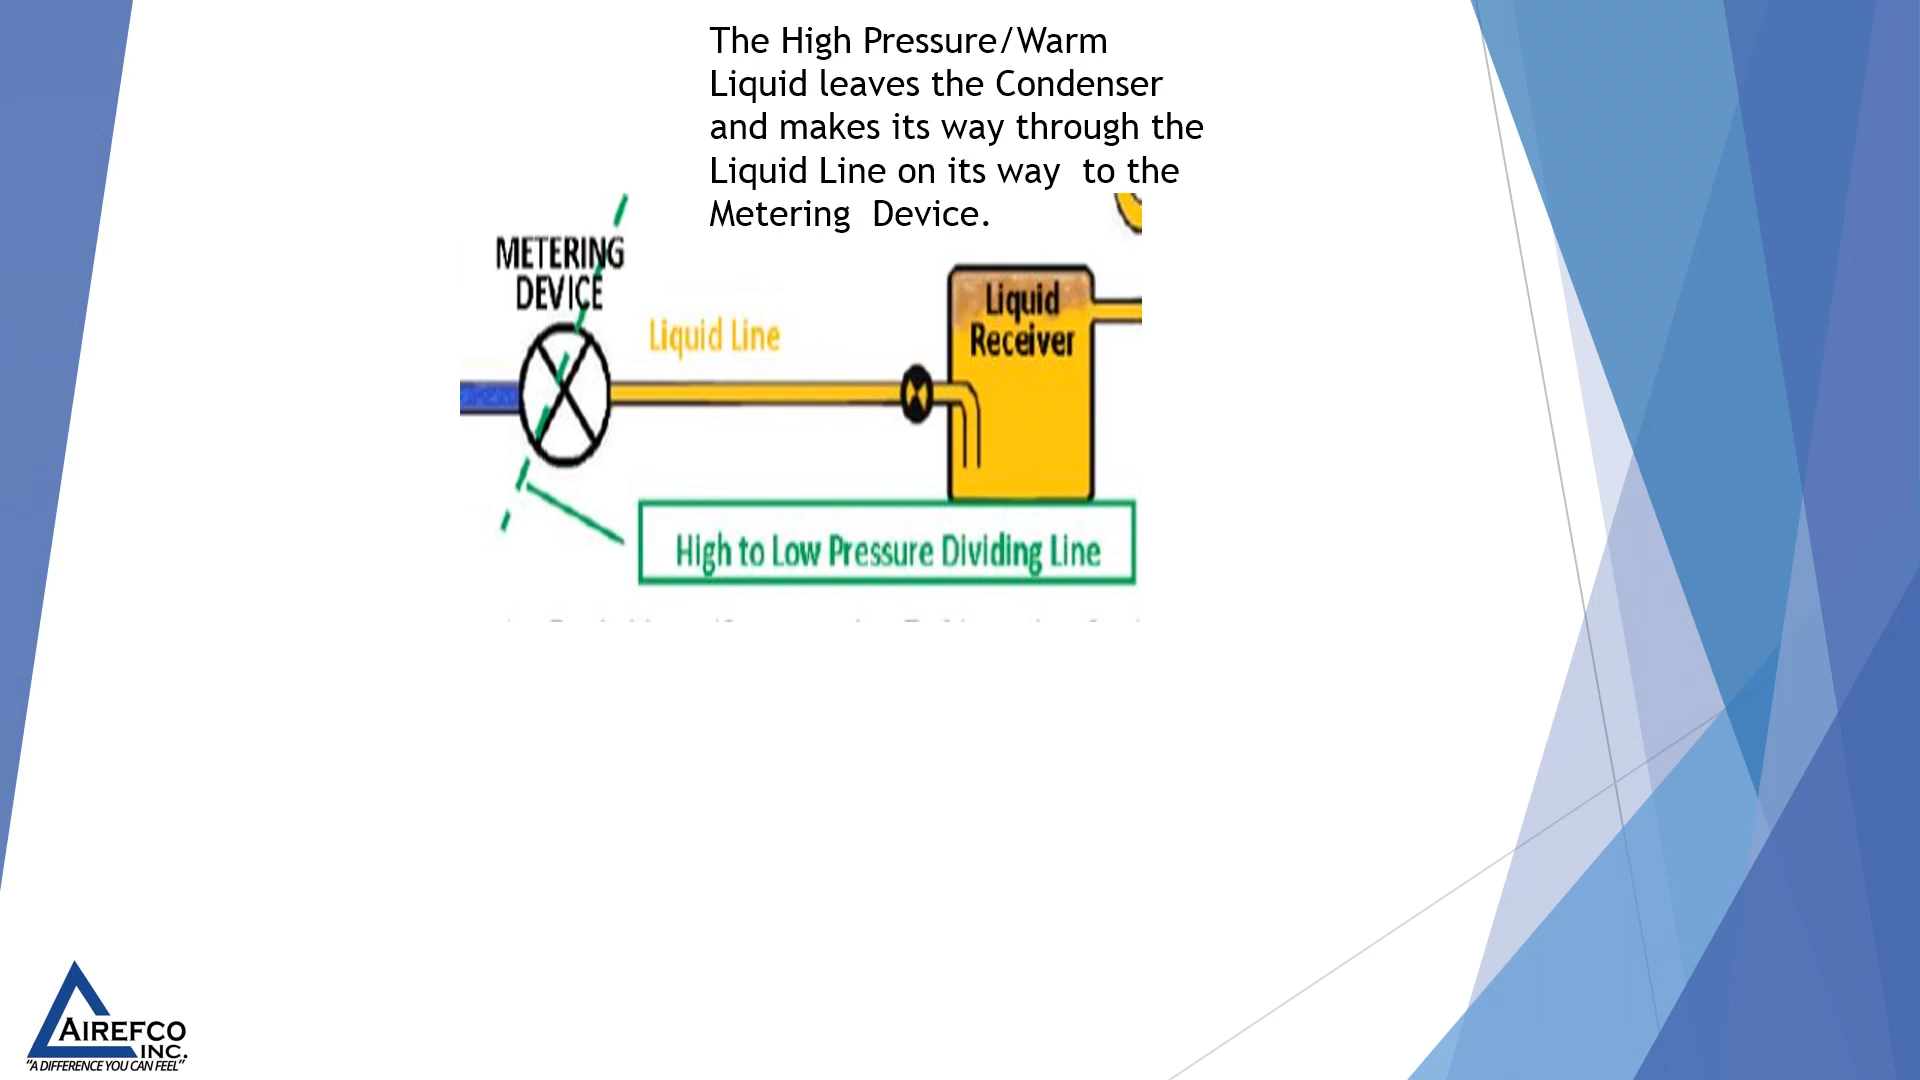 The High Pressure/Warm
Liquid leaves the Condenser
and makes its way through the
Liquid Line on its way  to the
Metering  Device.
METERING
DEVICE
Liquid Line
Liquid
Receiver
High to Low Pressure Dividing Line
AIREFCO
INC.
"A DIFFERENCE YOU CAN FEEL"